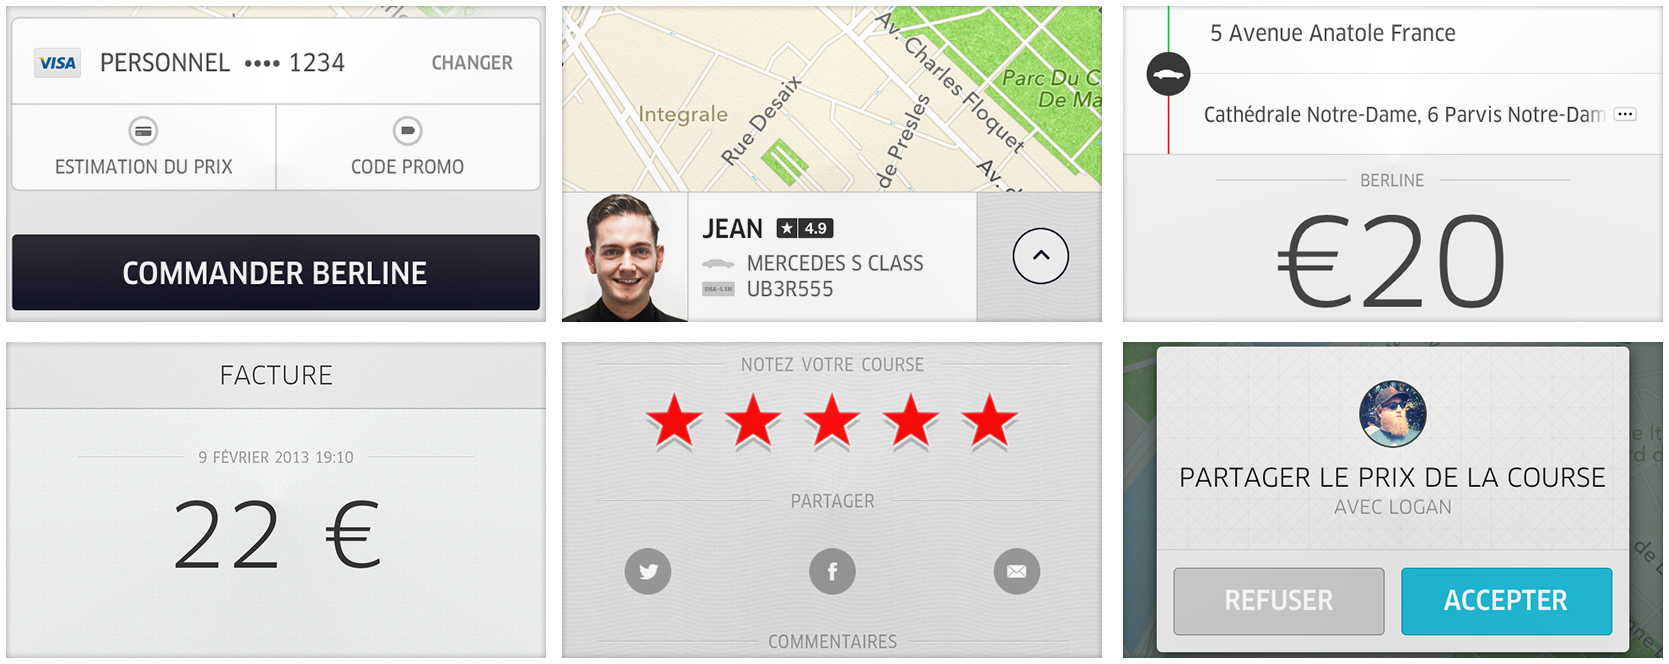 VISA PERSONNEL •••• 1234 CHANGER
ESTIMATION DU PRIX CODE PROMO
COMMANDER BERLINE
Av. Charles Floquet
Parc Du C
De Ma
Integrale
Rue Desaix
de Presles
Av. d
JEAN ★ 4.9
MERCEDES S CLASS
UB3R555
5 Avenue Anatole France
Cathédrale Notre-Dame, 6 Parvis Notre-Dam
BERLINE
€20
FACTURE
9 FÉVRIER 2013 19:10
22 €
NOTEZ VOTRE COURSE
PARTAGER
COMMENTAIRES
PARTAGER LE PRIX DE LA COURSE
AVEC LOGAN
REFUSER ACCEPTER